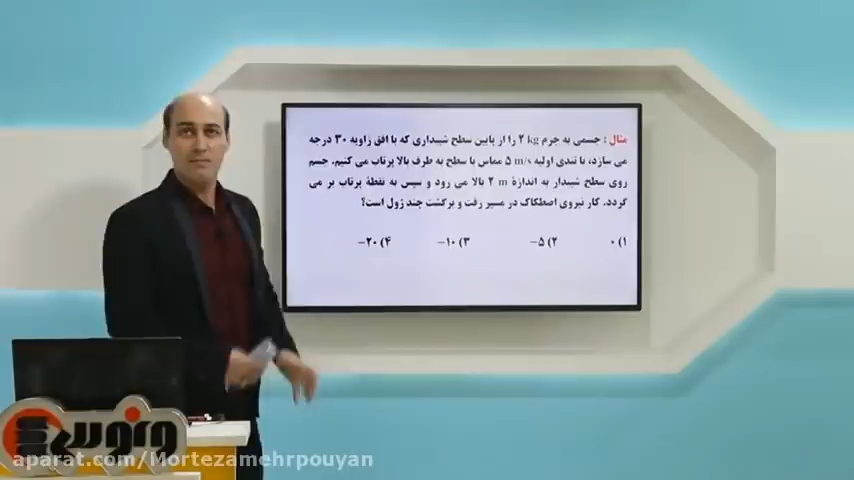 مثال : جسمی به جرم ۲ kg را از پایین سطح شیبداری که با افق زاویه ۳۰ درجه
می سازد، با تندی اولیه ۵ m/s مماس با سطح به طرف بالا پرتاب می کنیم. جسم
روی سطح شیبدار به اندازهٔ ۲ m بالا می رود و سپس به نقطهٔ پرتاب بر می
گردد. کار نیروی اصطکاک در مسیر رفت و برگشت چند ژول است؟
۱) ۰ ۲) ۵− ۳) ۱۰− ۴) ۲۰−
ونوس
aparat.com/Mortezamehrpouyan